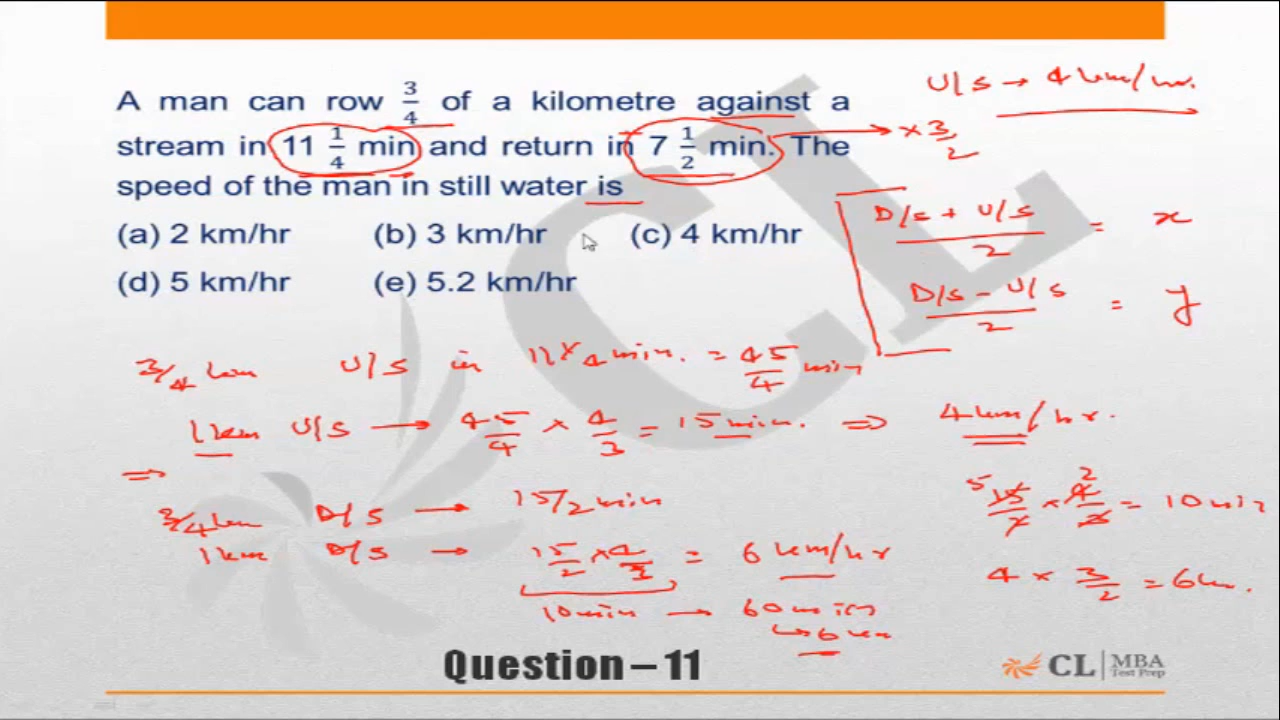 A man can row 3/4 of a kilometre against a
stream in 11 1/4 min and return in 7 1/2 min. The
speed of the man in still water is
(a) 2 km/hr (b) 3 km/hr (c) 4 km/hr
(d) 5 km/hr (e) 5.2 km/hr
U/S → 4 km/hr.
× 3/2
D/S + U/S / 2 = x
D/S - U/S / 2 = y
3/4 km U/S in 11 1/4 min. = 45/4 min
1 km U/S → 45/4 × 4/3 = 15 min. ⇒ 4 km/hr.
⇒
3/4 km D/S → 15/2 min
1 km D/S → 15/2 × 4/3 = 6 km/hr
10 min → 60 min
↳ 6 km
5 15/2 × 4/3 2 = 10 min
4 × 3/2 = 6 km.
Question – 11
CL MBA
Test Prep
CL